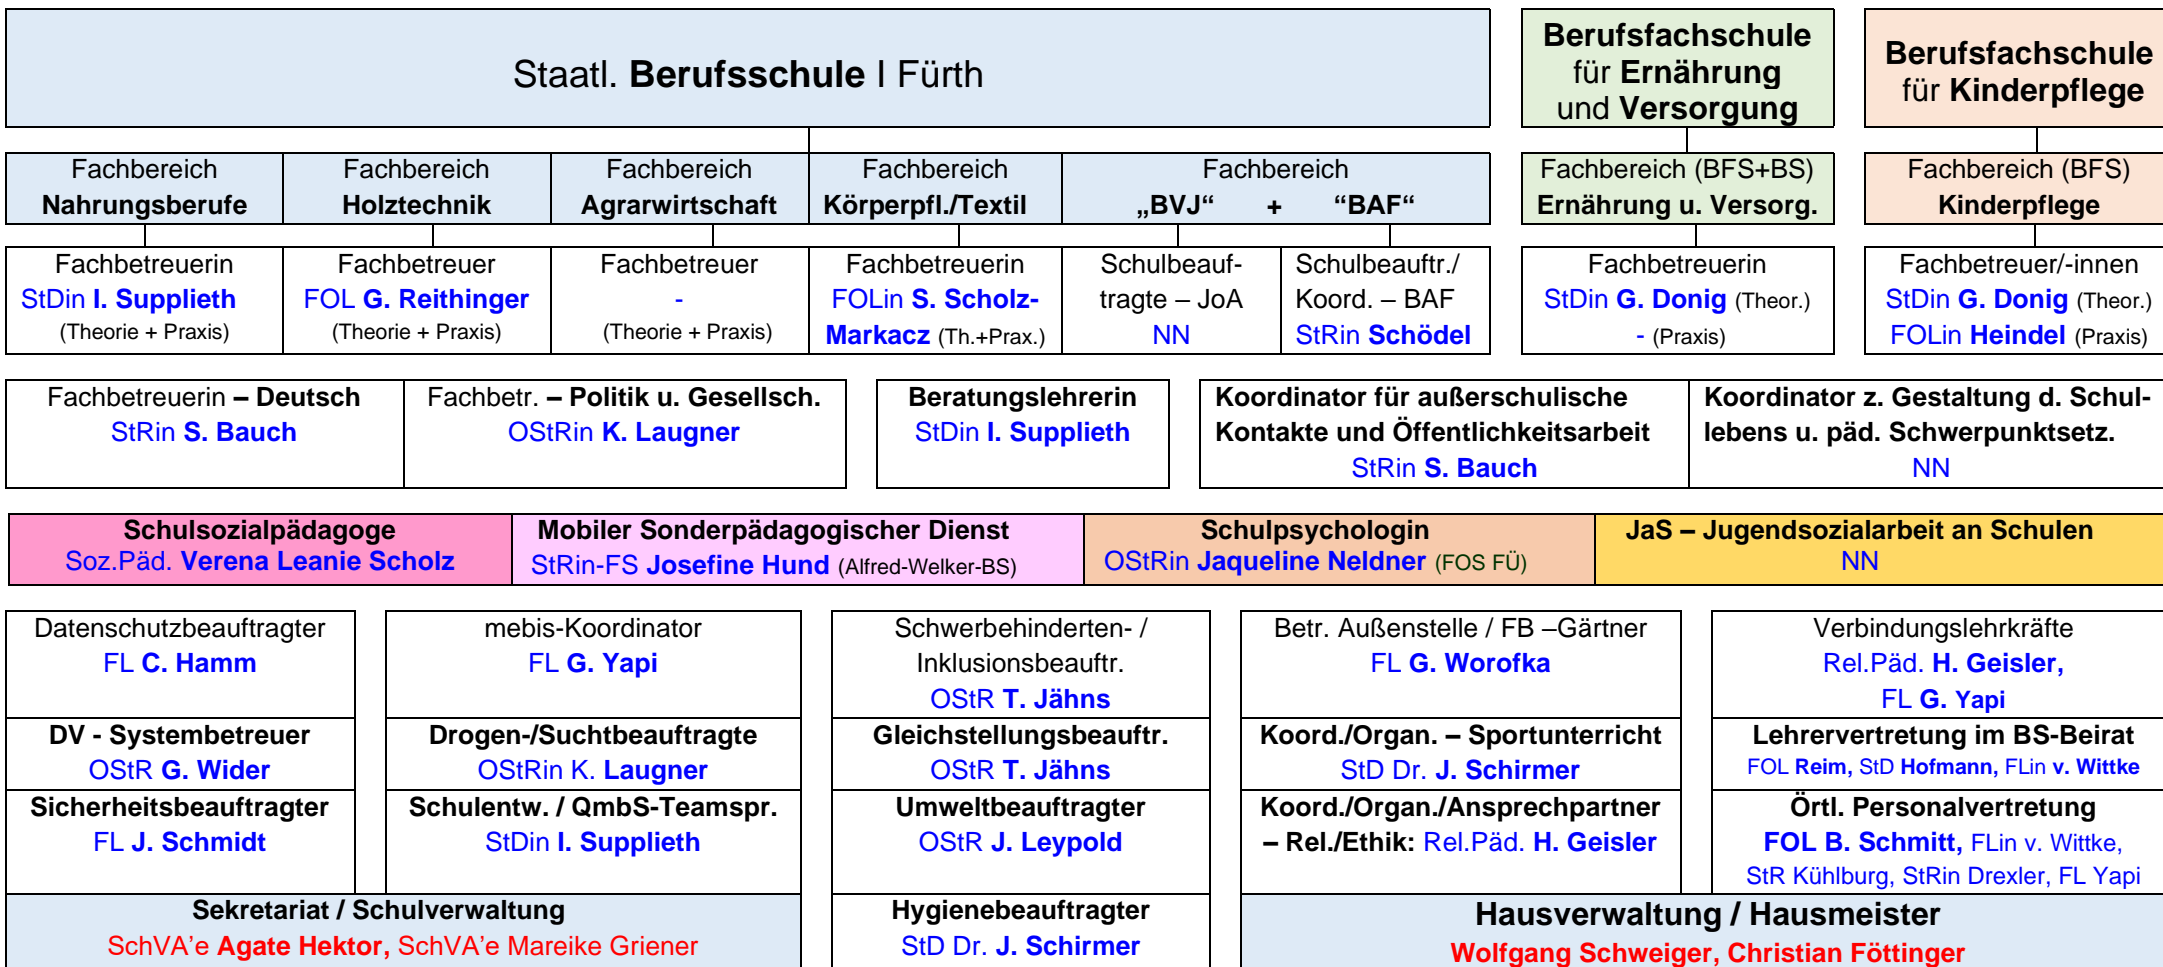 Staatl. Berufsschule I Fürth
Berufsfachschule
für Ernährung
und Versorgung
Berufsfachschule
für Kinderpflege
Fachbereich
Nahrungsberufe
Fachbereich
Holztechnik
Fachbereich
Agrarwirtschaft
Fachbereich
Körperpfl./Textil
Fachbereich
„BVJ“ + “BAF“
Fachbereich (BFS+BS)
Ernährung u. Versorg.
Fachbereich (BFS)
Kinderpflege
Fachbetreuerin
StDin I. Supplieth
(Theorie + Praxis)
Fachbetreuer
FOL G. Reithinger
(Theorie + Praxis)
Fachbetreuer
-
(Theorie + Praxis)
Fachbetreuerin
FOLin S. Scholz-
Markacz (Th.+Prax.)
Schulbeauf-
tragte – JoA
NN
Schulbeauftr./
Koord. – BAF
StRin Schödel
Fachbetreuerin
StDin G. Donig (Theor.)
- (Praxis)
Fachbetreuer/-innen
StDin G. Donig (Theor.)
FOLin Heindel (Praxis)
Fachbetreuerin – Deutsch
StRin S. Bauch
Fachbetr. – Politik u. Gesellsch.
OStRin K. Laugner
Beratungslehrerin
StDin I. Supplieth
Koordinator für außerschulische
Kontakte und Öffentlichkeitsarbeit
StRin S. Bauch
Koordinator z. Gestaltung d. Schul-
lebens u. päd. Schwerpunktsetz.
NN
Schulsozialpädagoge
Soz.Päd. Verena Leanie Scholz
Mobiler Sonderpädagogischer Dienst
StRin-FS Josefine Hund (Alfred-Welker-BS)
Schulpsychologin
OStRin Jaqueline Neldner (FOS FÜ)
JaS – Jugendsozialarbeit an Schulen
NN
Datenschutzbeauftragter
FL C. Hamm
mebis-Koordinator
FL G. Yapi
Schwerbehinderten- /
Inklusionsbeauftr.
OStR T. Jähns
Betr. Außenstelle / FB –Gärtner
FL G. Worofka
Verbindungslehrkräfte
Rel.Päd. H. Geisler,
FL G. Yapi
DV - Systembetreuer
OStR G. Wider
Drogen-/Suchtbeauftragte
OStRin K. Laugner
Gleichstellungsbeauftr.
OStR T. Jähns
Koord./Organ. – Sportunterricht
StD Dr. J. Schirmer
Lehrervertretung im BS-Beirat
FOL Reim, StD Hofmann, FLin v. Wittke
Sicherheitsbeauftragter
FL J. Schmidt
Schulentw. / QmbS-Teamspr.
StDin I. Supplieth
Umweltbeauftragter
OStR J. Leypold
Koord./Organ./Ansprechpartner
– Rel./Ethik: Rel.Päd. H. Geisler
Örtl. Personalvertretung
FOL B. Schmitt, FLin v. Wittke,
StR Kühlburg, StRin Drexler, FL Yapi
Sekretariat / Schulverwaltung
SchVA’e Agate Hektor, SchVA’e Mareike Griener
Hygienebeauftragter
StD Dr. J. Schirmer
Hausverwaltung / Hausmeister
Wolfgang Schweiger, Christian Föttinger